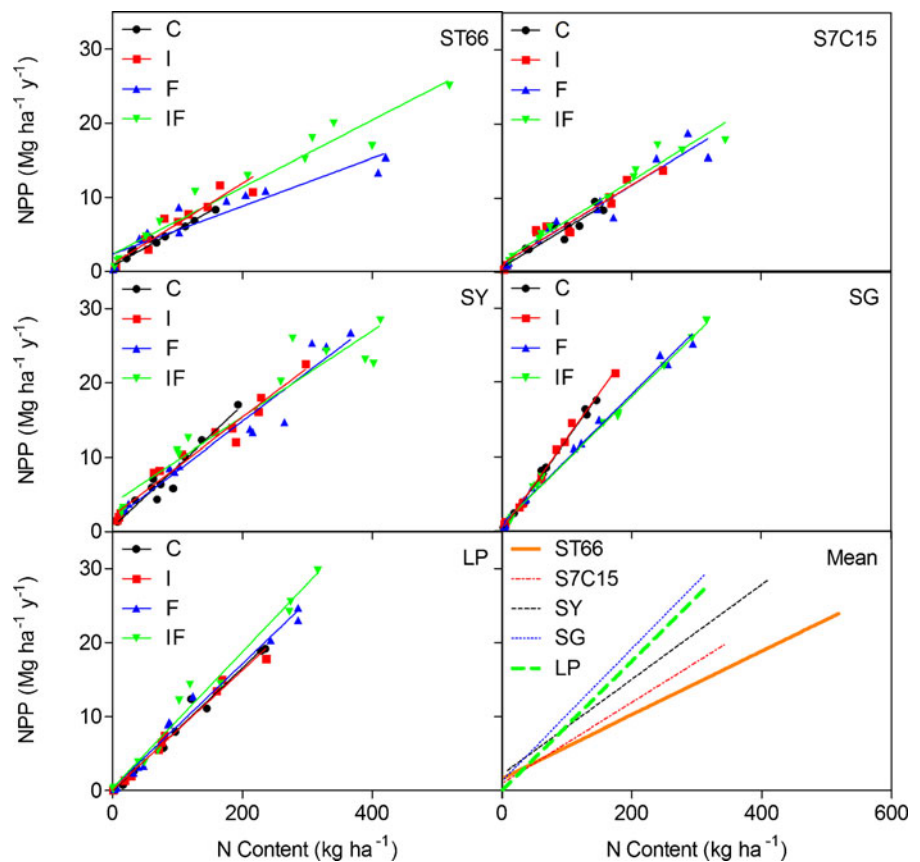 ST66
C
I
F
IF
30
20
10
0
NPP (Mg ha⁻¹ y⁻¹)
S7C15
C
I
F
IF
SY
C
I
F
IF
30
20
10
0
NPP (Mg ha⁻¹ y⁻¹)
SG
C
I
F
IF
LP
C
I
F
IF
30
20
10
0
NPP (Mg ha⁻¹ y⁻¹)
0 200 400
N Content (kg ha⁻¹)
Mean
ST66
S7C15
SY
SG
LP
0 200 400 600
N Content (kg ha⁻¹)